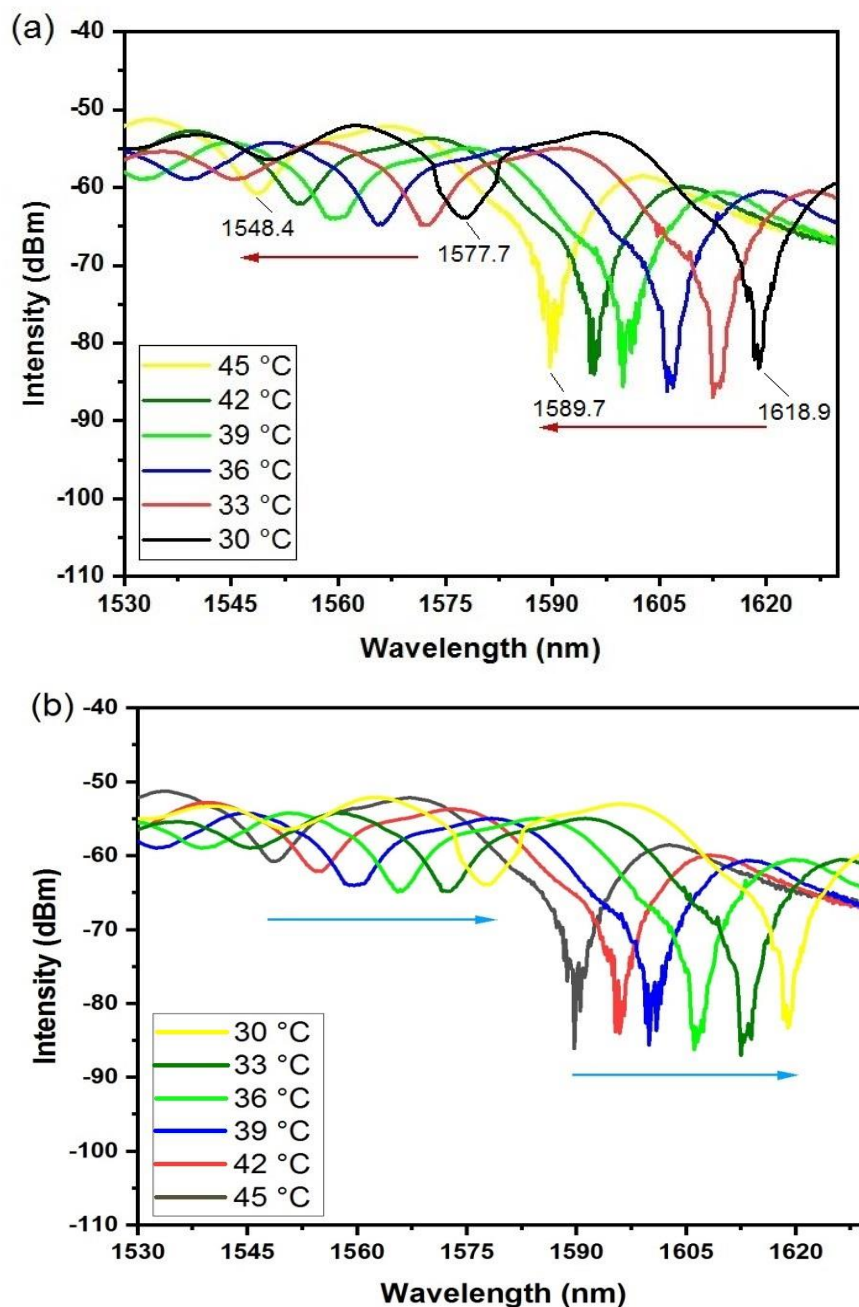 (a)
-40
-50
-60
-70
-80
-90
-100
-110
Intensity (dBm)
1548.4
1577.7
1589.7
1618.9
45 °C
42 °C
39 °C
36 °C
33 °C
30 °C
1530 1545 1560 1575 1590 1605 1620
Wavelength (nm)
(b)
-40
-50
-60
-70
-80
-90
-100
-110
Intensity (dBm)
30 °C
33 °C
36 °C
39 °C
42 °C
45 °C
1530 1545 1560 1575 1590 1605 1620
Wavelength (nm)